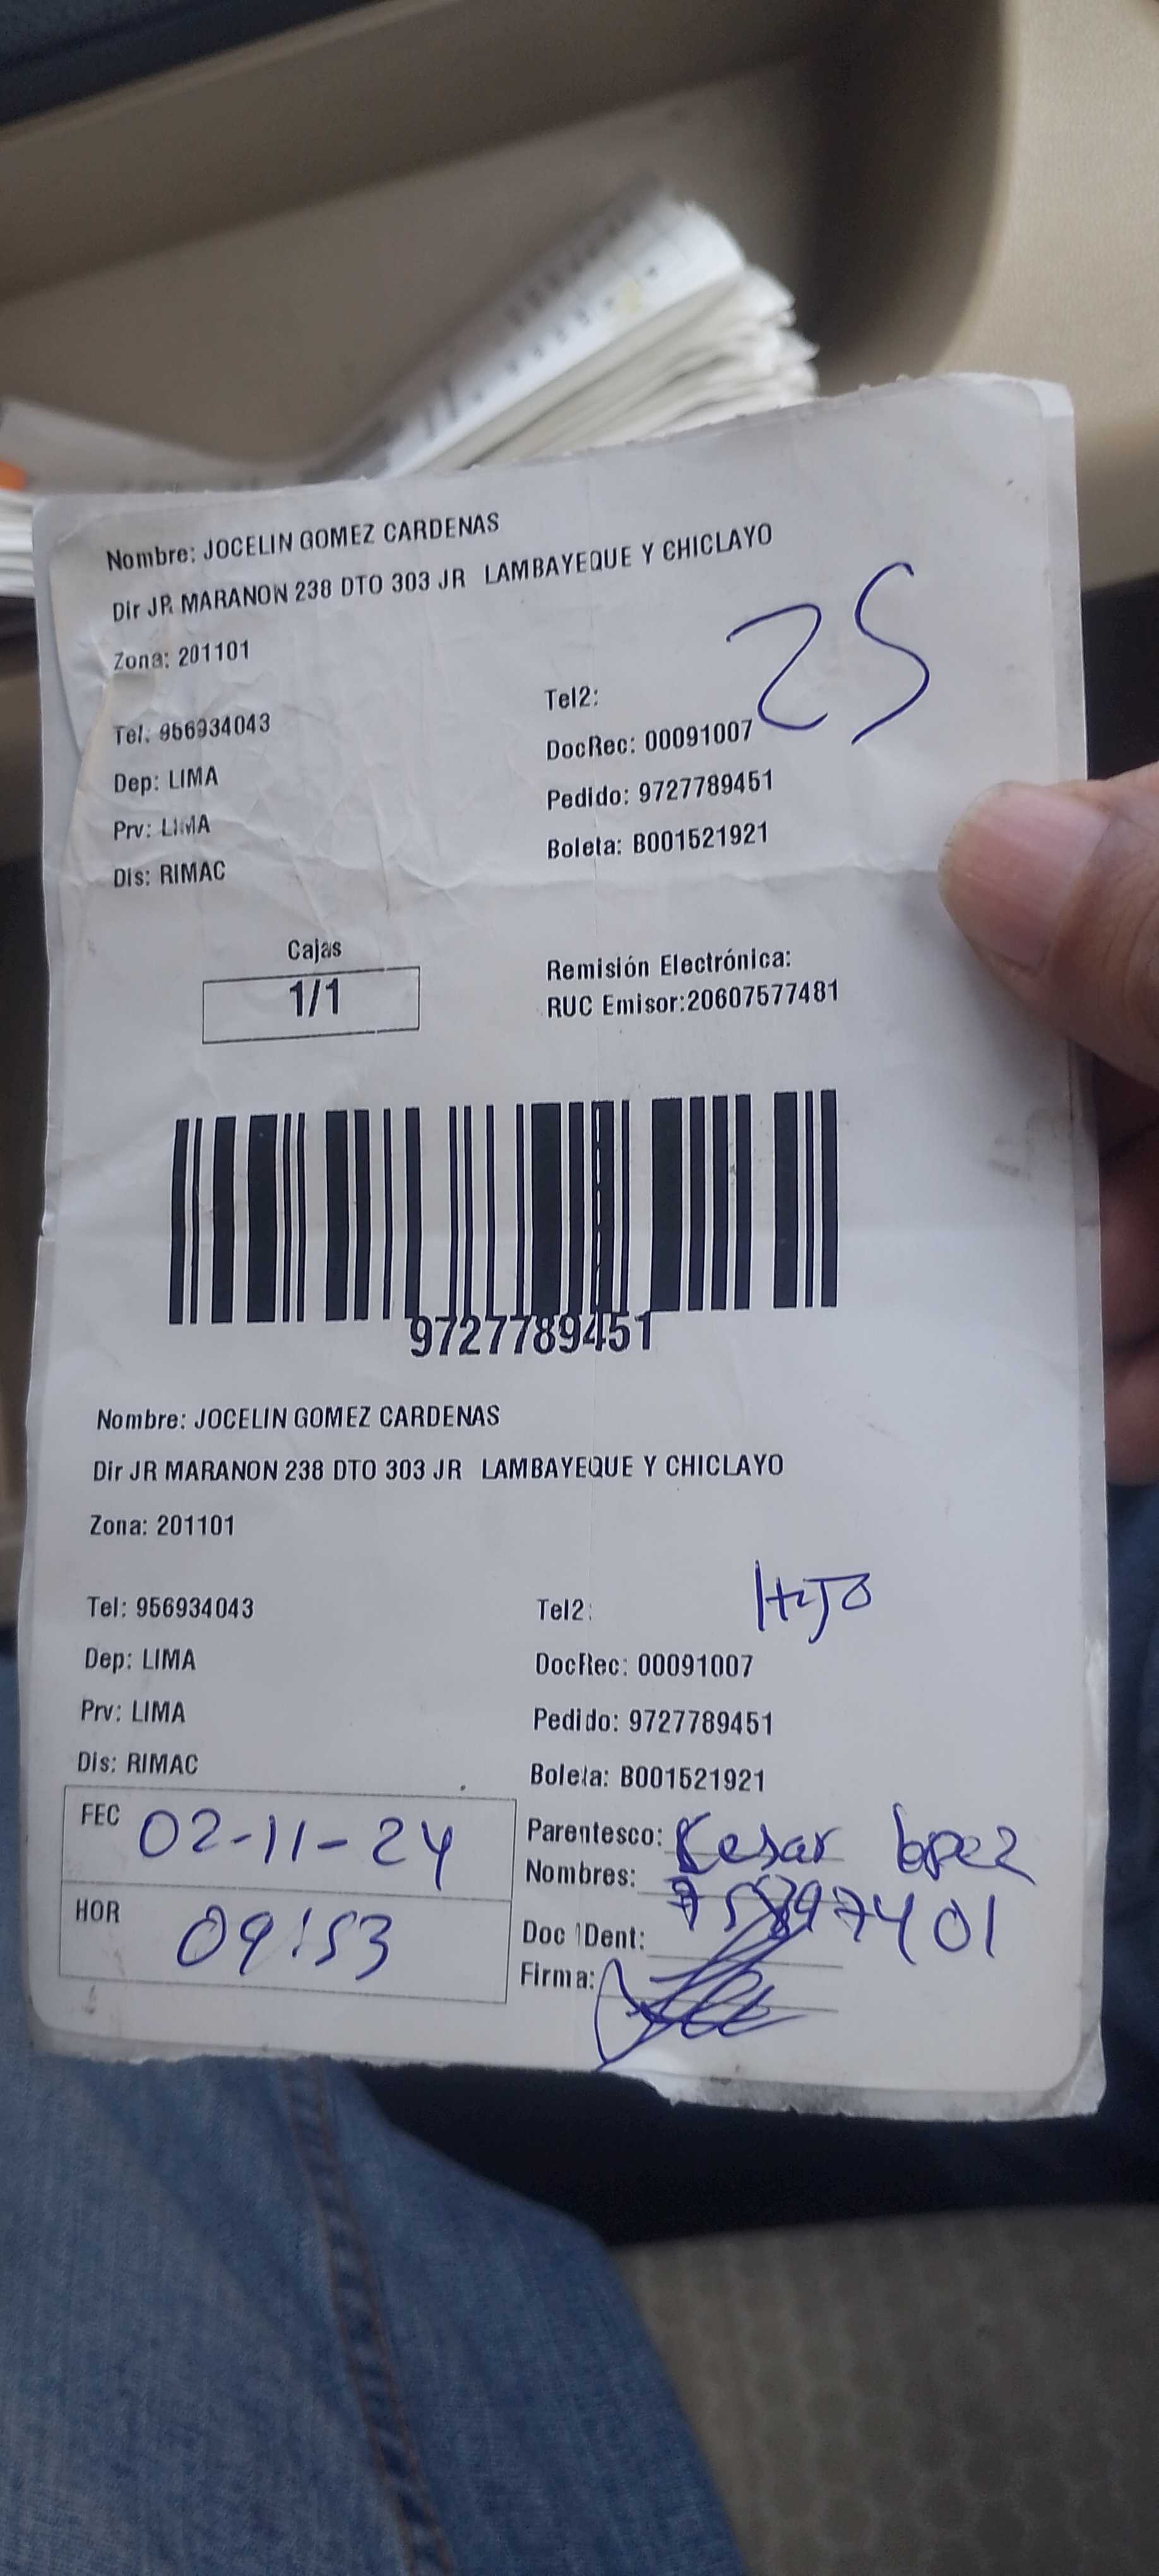 Nombre: JOCELIN GOMEZ CARDENAS
Dir JR MARANON 238 DTO 303 JR LAMBAYEQUE Y CHICLAYO
25
Zona: 201101
Tel2:
Tel: 956934043
DocRec: 00091007
Dep: LIMA
Pedido: 9727789451
Prv: LIMA
Boleta: B001521921
Dis: RIMAC
Cajas
1/1
Remisión Electrónica:
RUC Emisor:20607577481
9727789451
Nombre: JOCELIN GOMEZ CARDENAS
Dir JR MARANON 238 DTO 303 JR LAMBAYEQUE Y CHICLAYO
Zona: 201101
HIJO
Tel: 956934043
Tel2:
Dep: LIMA
DocRec: 00091007
Prv: LIMA
Pedido: 9727789451
Dis: RIMAC
Boleta: B001521921
FEC 02-11-24
Parentesco: Kesar
Nombres:
HOR 09:53
Doc IDent:
Firma: